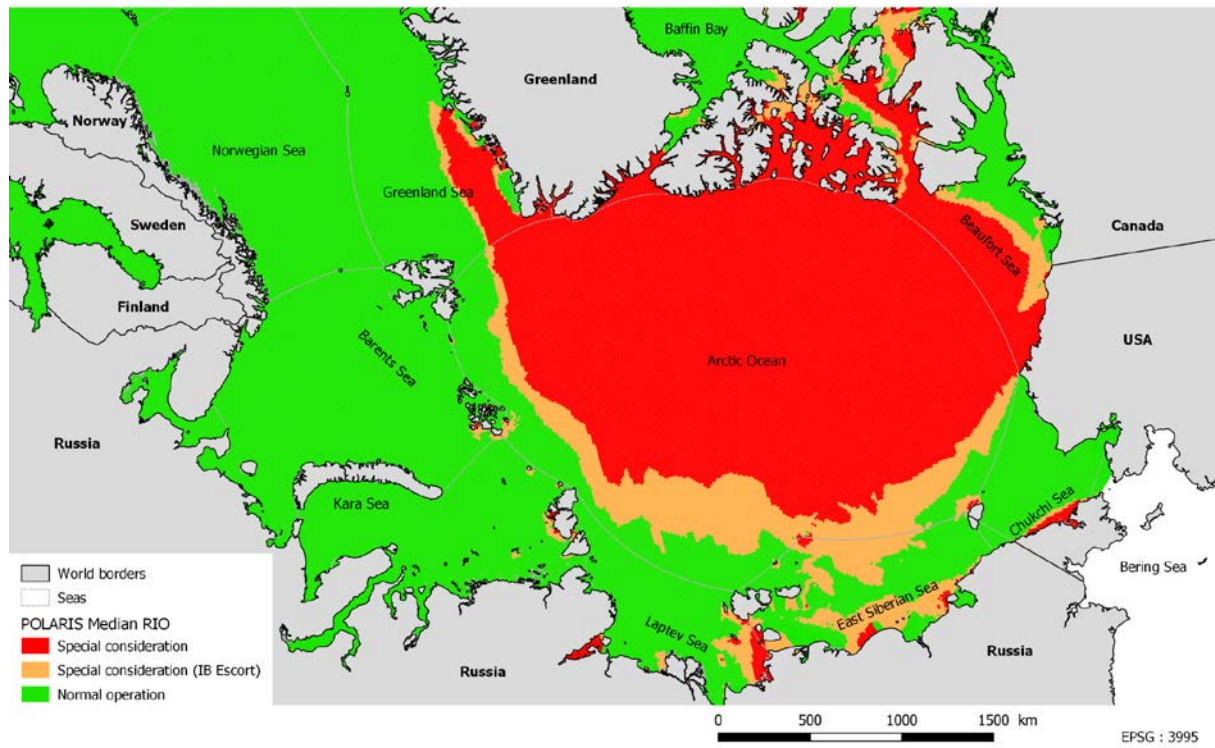 Baffin Bay
Greenland
Norway
Norwegian Sea
Greenland Sea
Sweden
Canada
Beaufort Sea
Finland
Barents Sea
USA
Arctic Ocean
Russia
Kara Sea
Chukchi Sea
Bering Sea
East Siberian Sea
Laptev Sea
Russia
Russia
World borders
Seas
POLARIS Median RIO
Special consideration
Special consideration (IB Escort)
Normal operation
0 500 1000 1500 km
EPSG : 3995